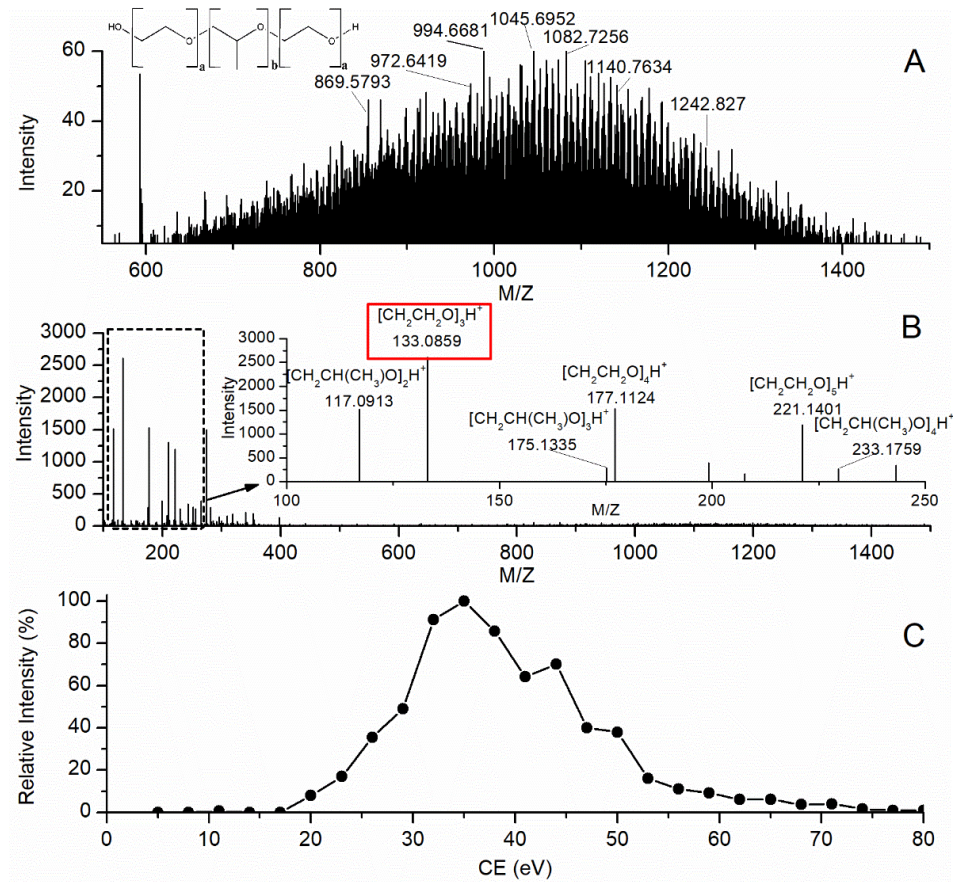 HO O O O H
a b a
A
Intensity
60
40
20
994.6681
1045.6952
1082.7256
972.6419
1140.7634
869.5793
1242.827
600 800 1000 1200 1400
M/Z
B
Intensity
3000
2500
2000
1500
1000
500
0
200 400 600 800 1000 1200 1400
M/Z
[CH₂CH₂O]₃H⁺
133.0859
Intensity
3000
2500
2000
1500
1000
500
0
[CH₂CH(CH₃)O]₂H⁺
117.0913
[CH₂CH₂O]₄H⁺
177.1124
[CH₂CH(CH₃)O]₃H⁺
175.1335
[CH₂CH₂O]₅H⁺
221.1401
[CH₂CH(CH₃)O]₄H⁺
233.1759
100 150 200 250
M/Z
C
Relative Intensity (%)
100
80
60
40
20
0
0 10 20 30 40 50 60 70 80
CE (eV)